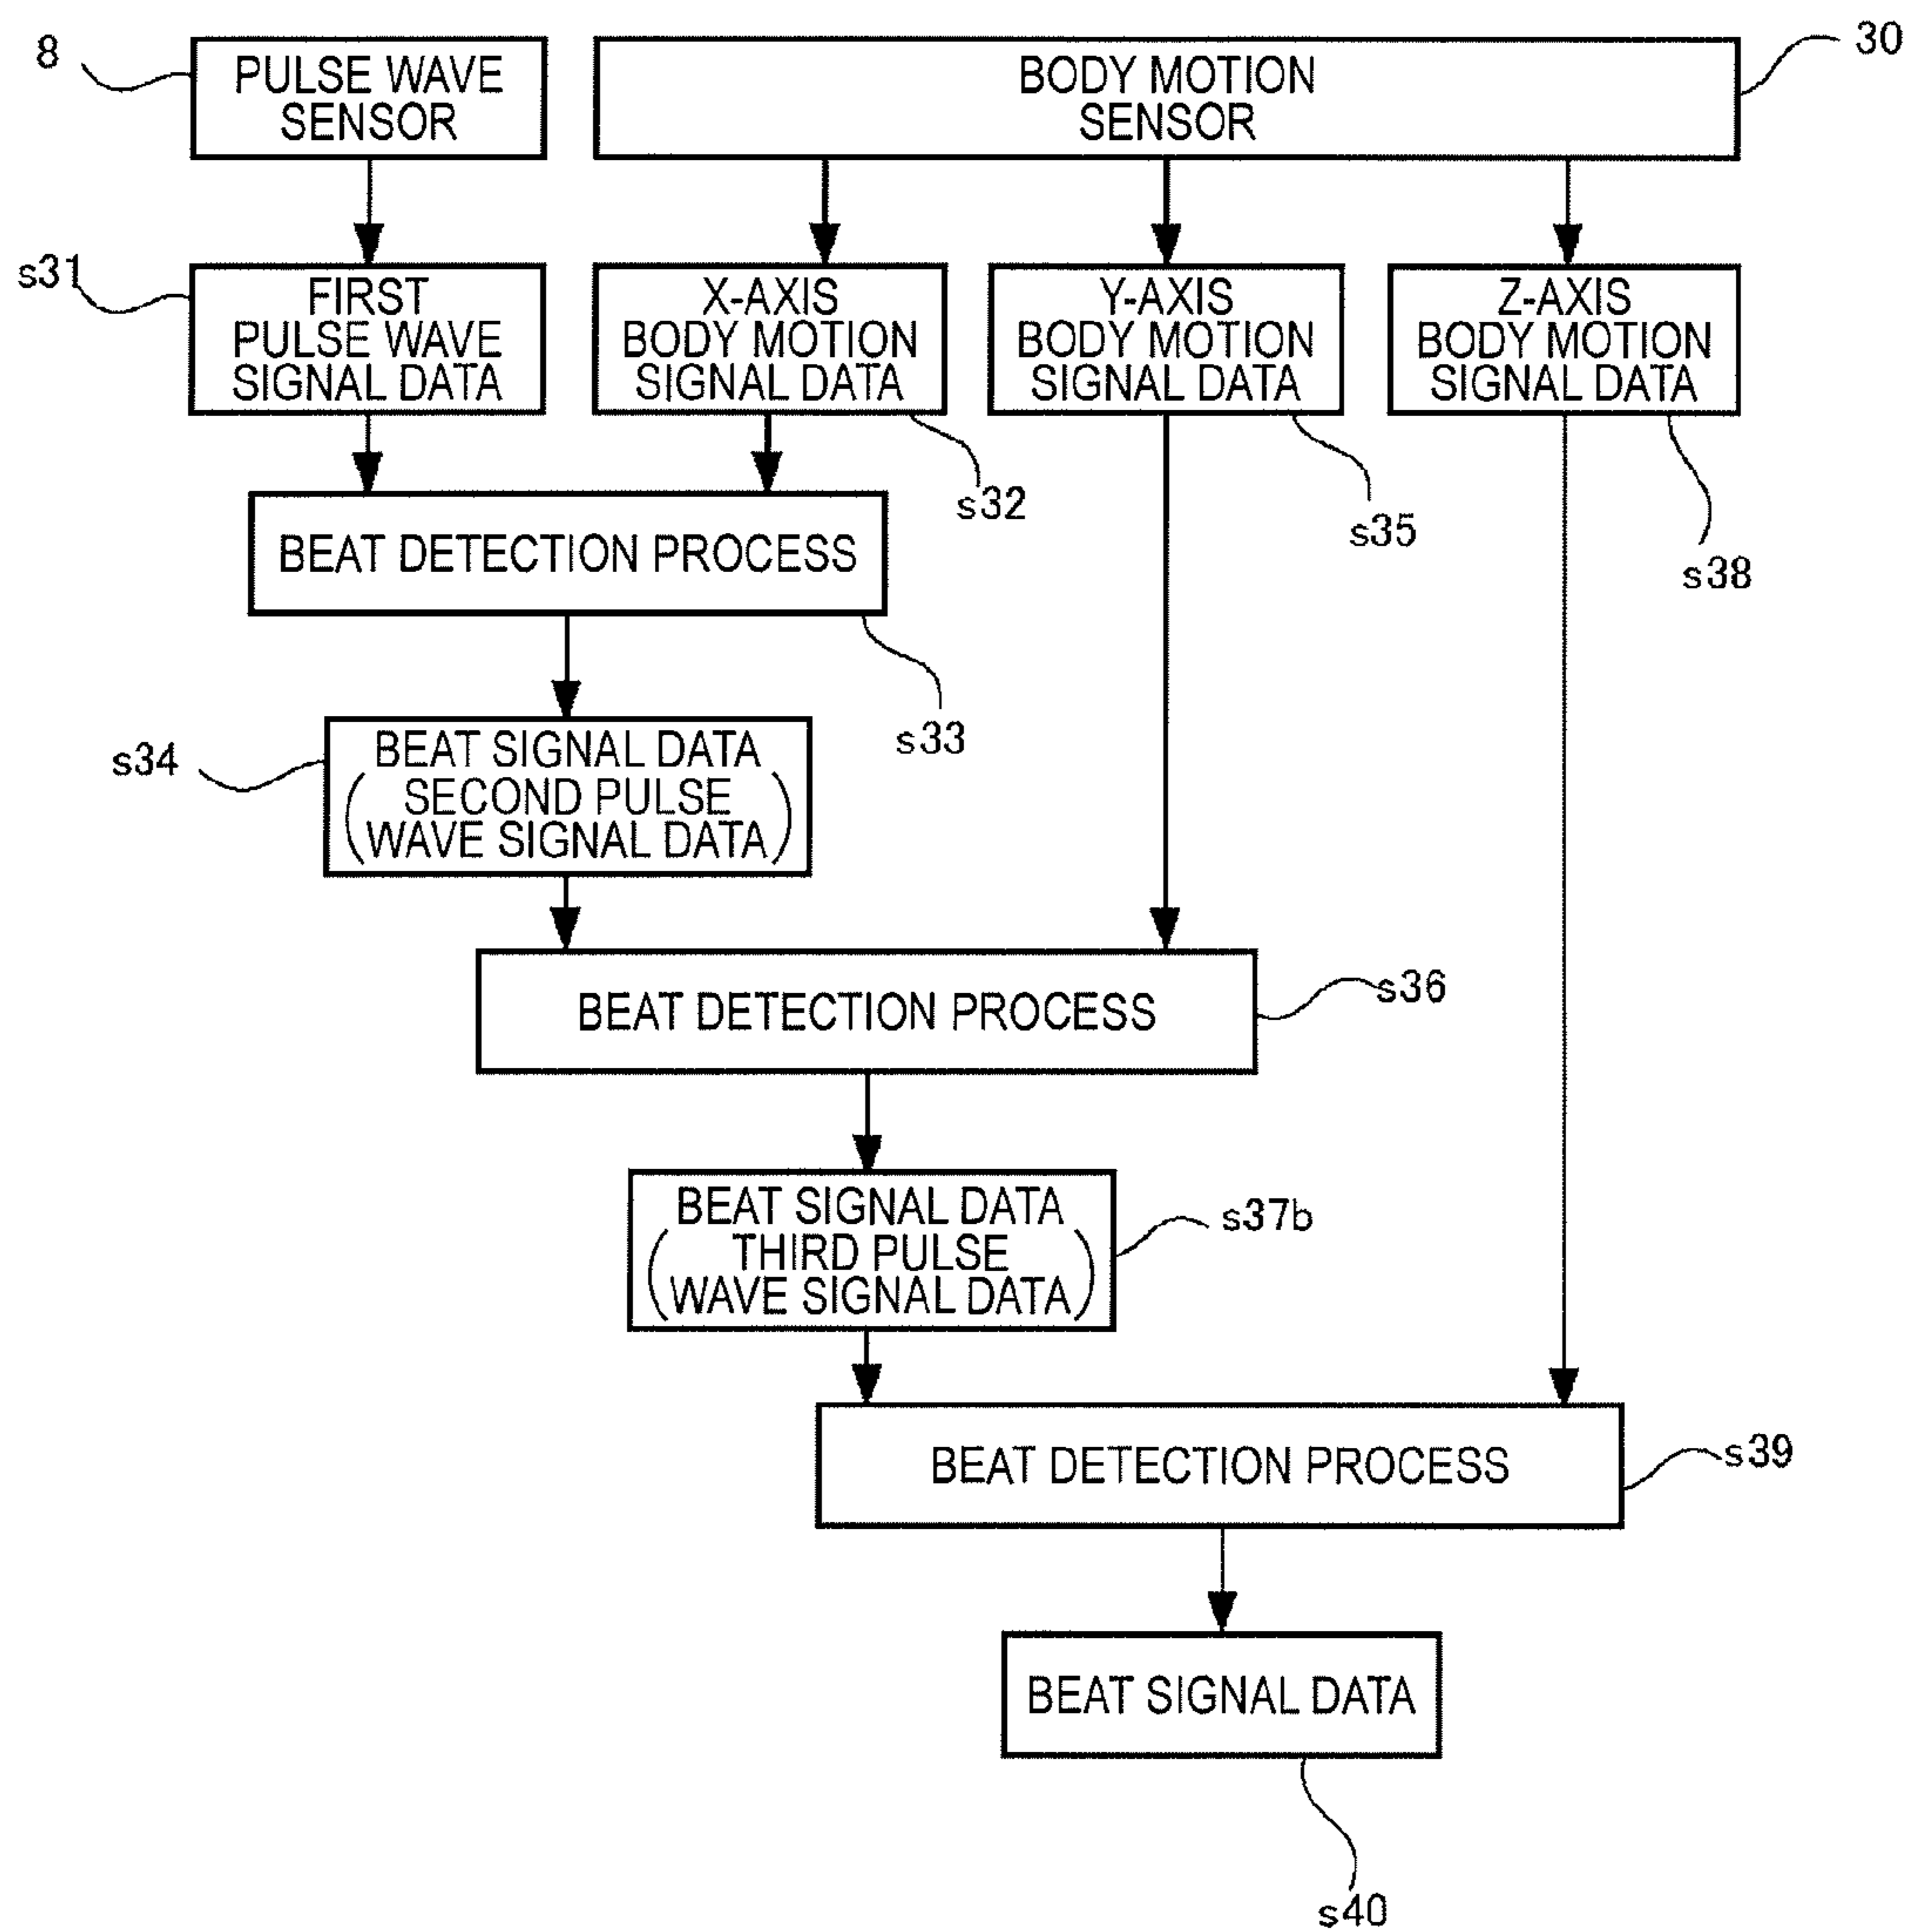 8
PULSE WAVE
SENSOR
BODY MOTION
SENSOR
30
s31
FIRST
PULSE WAVE
SIGNAL DATA
X-AXIS
BODY MOTION
SIGNAL DATA
Y-AXIS
BODY MOTION
SIGNAL DATA
Z-AXIS
BODY MOTION
SIGNAL DATA
s32
s35
s38
BEAT DETECTION PROCESS
s33
s34
BEAT SIGNAL DATA
(SECOND PULSE
WAVE SIGNAL DATA)
BEAT DETECTION PROCESS
s36
BEAT SIGNAL DATA
(THIRD PULSE
WAVE SIGNAL DATA)
s37b
BEAT DETECTION PROCESS
s39
BEAT SIGNAL DATA
s40